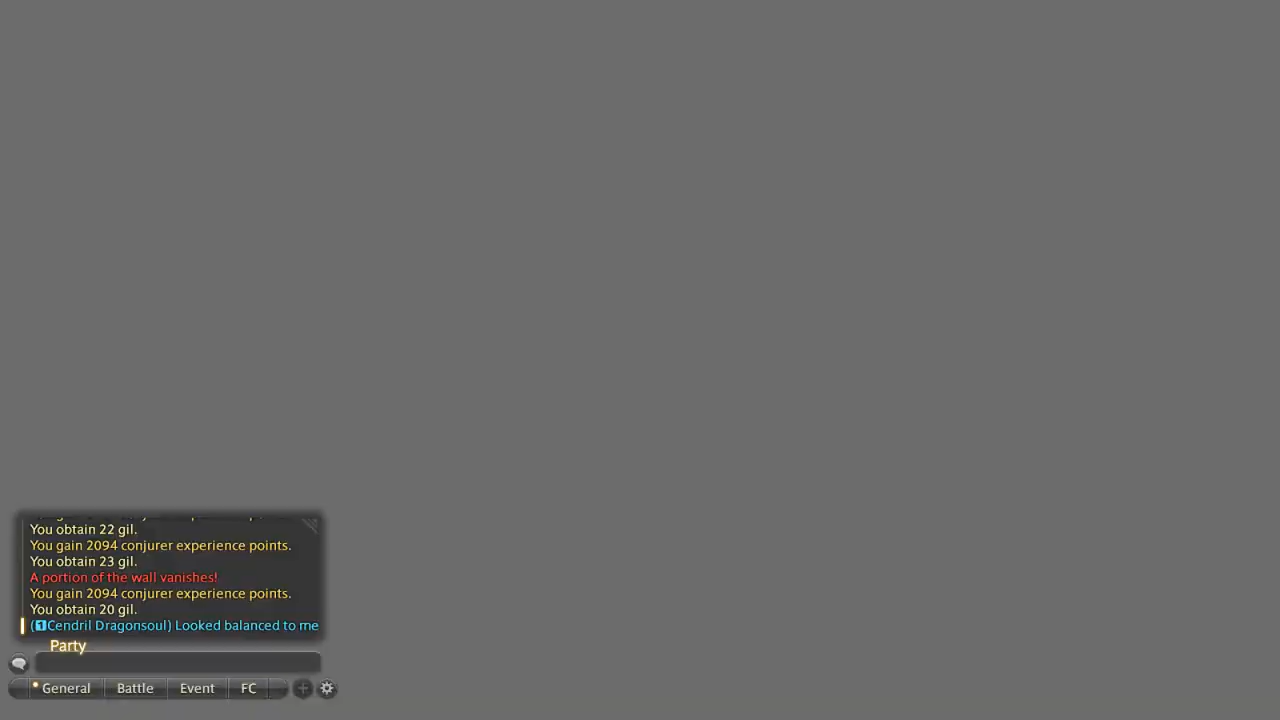 You obtain 22 gil.
You gain 2094 conjurer experience points.
You obtain 23 gil.
A portion of the wall vanishes!
You gain 2094 conjurer experience points.
You obtain 20 gil.
(1Cendril Dragonsoul) Looked balanced to me
Party
General Battle Event FC